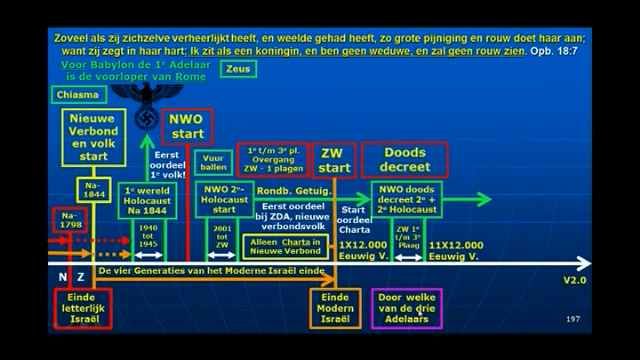 Zoveel als zij zichzelve verheerlijkt heeft, en weelde gehad heeft, zo grote pijniging en rouw doet haar aan;
want zij zegt in haar hart: Ik zit als een koningin, en ben geen weduwe, en zal geen rouw zien. Opb. 18:7
Voor Babylon de 1e Adelaar
is de voorloper van Rome
Zeus
Chiasma
Nieuwe
Verbond
en volk
start
NWO
start
Eerst
oordeel
1e volk!
Vuur
ballen
1e t/m 3e pl.
Overgang
ZW - 1 plagen
ZW
start
Doods
decreet
Na-
1844
1e wereld
Holocaust
Na 1844
NWO 2e-
Holocaust
start
Rondb. Getuig.
NWO doods
decreet 2e +
2e Holocaust
Na-
1798
1940
tot
1945
2001
tot
ZW
Eerst oordeel
bij ZDA, nieuwe
verbondsvolk
Alleen Charta in
Nieuwe Verbond
Start
oordeel
Charta
1X12.000
Eeuwig V.
ZW 1e
t/m 3e
Plaag
11X12.000
Eeuwig V.
N Z
De vier Generaties van het Moderne Israël einde
V2.0
Einde
letterlijk
Israël
Einde
Modern
Israël
Door welke
van de drie
Adelaars
197